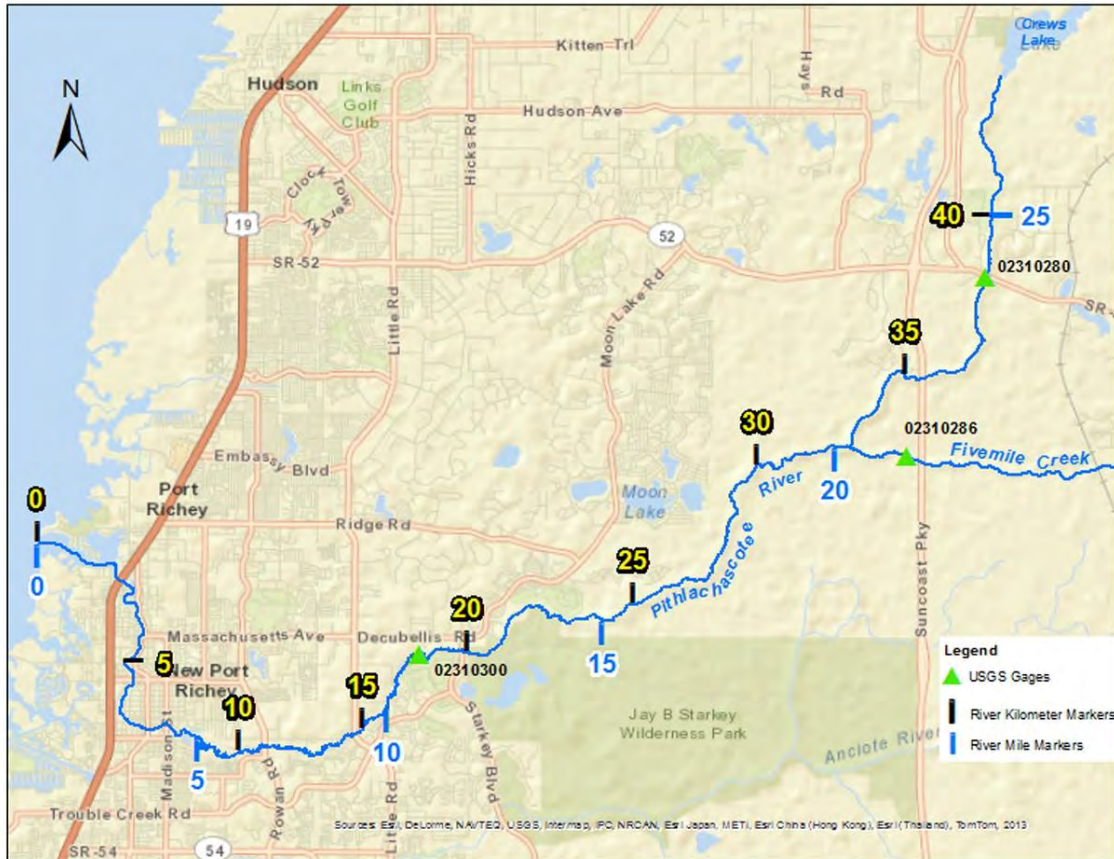 Crews
Lake
Kitten Trl
Hays
Rd
N
Hudson
Links
Golf
Club
Hudson Ave
Hicks Rd
Clock Tower Pky
40
25
19
52
SR-52
02310280
Little Rd
Moon Lake Rd
35
02310286
30
Embassy Blvd
River
20
Fivemile Creek
Port
Richey
Moon
Lake
0
Ridge Rd
25
Pithlachascotee
0
Suncoast Pky
20
Massachusetts Ave
Decubellis Rd
15
5
New Port
Richey
02310300
Legend
USGS Gages
15
10
Jay B Starkey
Wilderness Park
River Kilometer Markers
Madison St
10
Starkey Blvd
Anclote River
River Mile Markers
5
Rowan Rd
Little Rd
Trouble Creek Rd
Sources: Esri, DeLorme, NAVTEQ, USGS, Intermap, iPC, NRCAN, Esri Japan, METI, Esri China (Hong Kong), Esri (Thailand), TomTom, 2013
SR-54
54